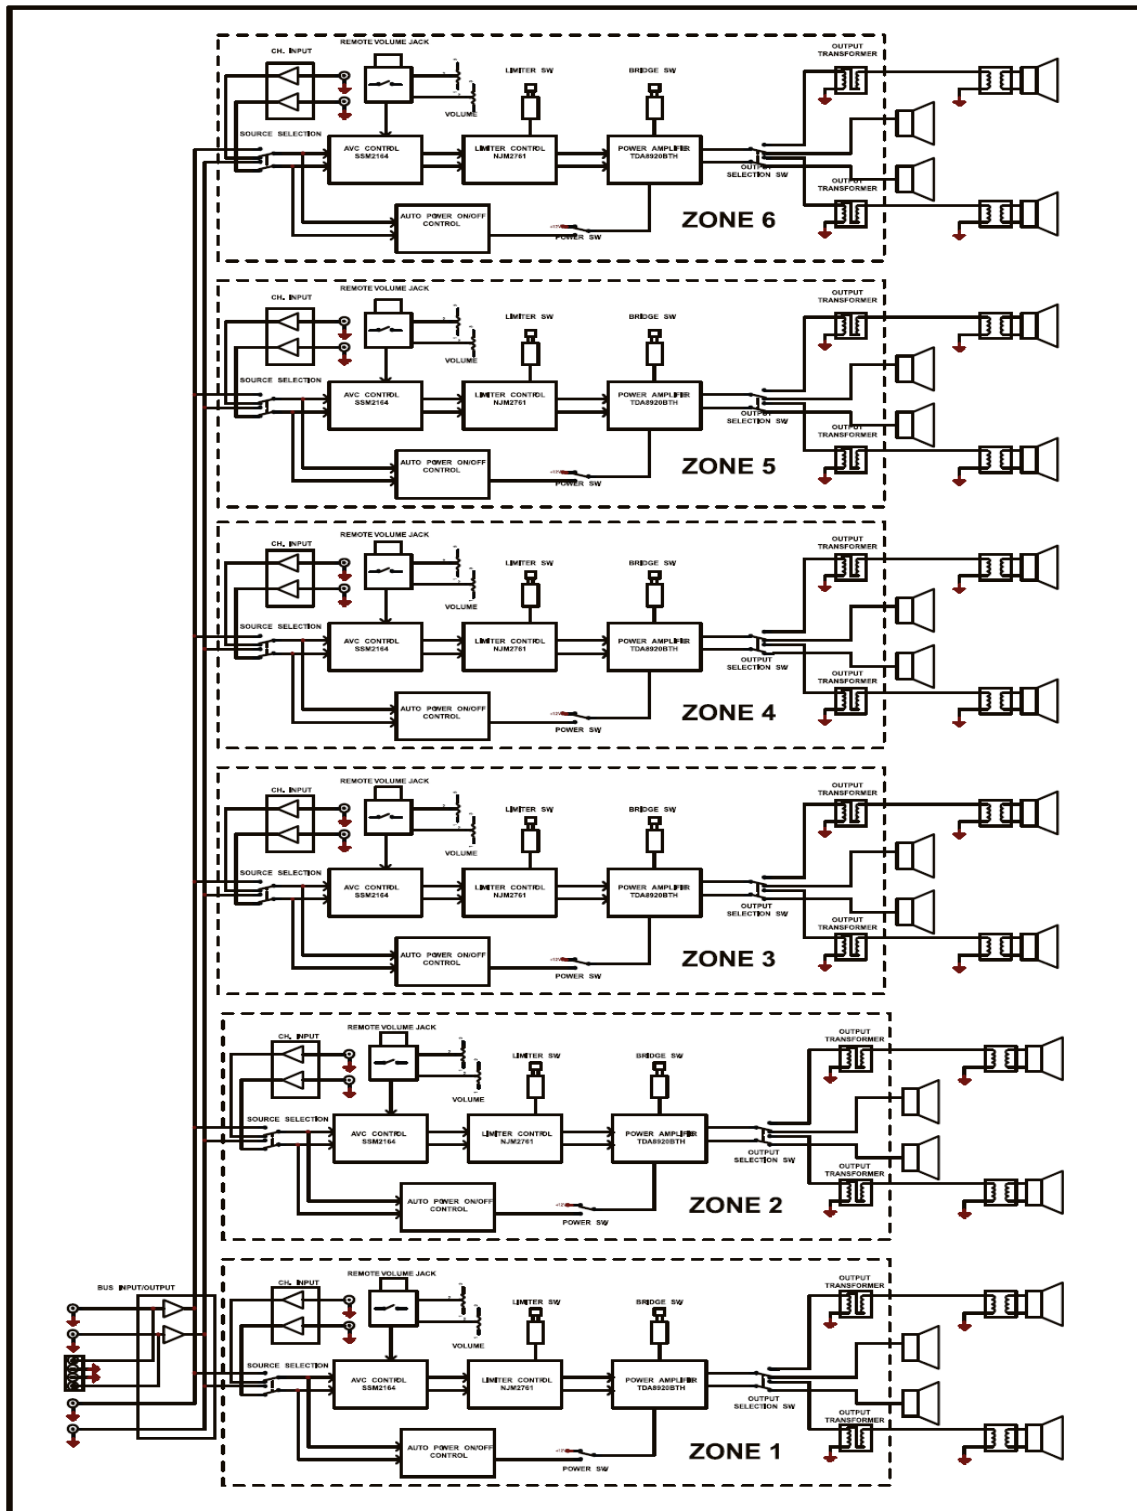 REMOTE VOLUME JACK
CH. INPUT
OUTPUT
TRANSFORMER
LIMITER SW
BRIDGE SW
VOLUME
SOURCE SELECTION
AVC CONTROL
SSM2164
LIMITER CONTROL
NJM2761
POWER AMPLIFIER
TDA8920BTH
OUTPUT
SELECTION SW
OUTPUT
TRANSFORMER
AUTO POWER ON/OFF
CONTROL
POWER SW
ZONE 6
REMOTE VOLUME JACK
CH. INPUT
OUTPUT
TRANSFORMER
LIMITER SW
BRIDGE SW
VOLUME
SOURCE SELECTION
AVC CONTROL
SSM2164
LIMITER CONTROL
NJM2761
POWER AMPLIFIER
TDA8920BTH
OUTPUT
SELECTION SW
OUTPUT
TRANSFORMER
AUTO POWER ON/OFF
CONTROL
POWER SW
ZONE 5
REMOTE VOLUME JACK
CH. INPUT
OUTPUT
TRANSFORMER
LIMITER SW
BRIDGE SW
VOLUME
SOURCE SELECTION
AVC CONTROL
SSM2164
LIMITER CONTROL
NJM2761
POWER AMPLIFIER
TDA8920BTH
OUTPUT
SELECTION SW
OUTPUT
TRANSFORMER
AUTO POWER ON/OFF
CONTROL
POWER SW
ZONE 4
REMOTE VOLUME JACK
CH. INPUT
OUTPUT
TRANSFORMER
LIMITER SW
BRIDGE SW
VOLUME
SOURCE SELECTION
AVC CONTROL
SSM2164
LIMITER CONTROL
NJM2761
POWER AMPLIFIER
TDA8920BTH
OUTPUT
SELECTION SW
OUTPUT
TRANSFORMER
AUTO POWER ON/OFF
CONTROL
POWER SW
ZONE 3
REMOTE VOLUME JACK
CH. INPUT
OUTPUT
TRANSFORMER
LIMITER SW
BRIDGE SW
VOLUME
SOURCE SELECTION
AVC CONTROL
SSM2164
LIMITER CONTROL
NJM2761
POWER AMPLIFIER
TDA8920BTH
OUTPUT
SELECTION SW
OUTPUT
TRANSFORMER
AUTO POWER ON/OFF
CONTROL
POWER SW
ZONE 2
BUS INPUT/OUTPUT
REMOTE VOLUME JACK
CH. INPUT
OUTPUT
TRANSFORMER
LIMITER SW
BRIDGE SW
VOLUME
SOURCE SELECTION
AVC CONTROL
SSM2164
LIMITER CONTROL
NJM2761
POWER AMPLIFIER
TDA8920BTH
OUTPUT
SELECTION SW
OUTPUT
TRANSFORMER
AUTO POWER ON/OFF
CONTROL
POWER SW
ZONE 1